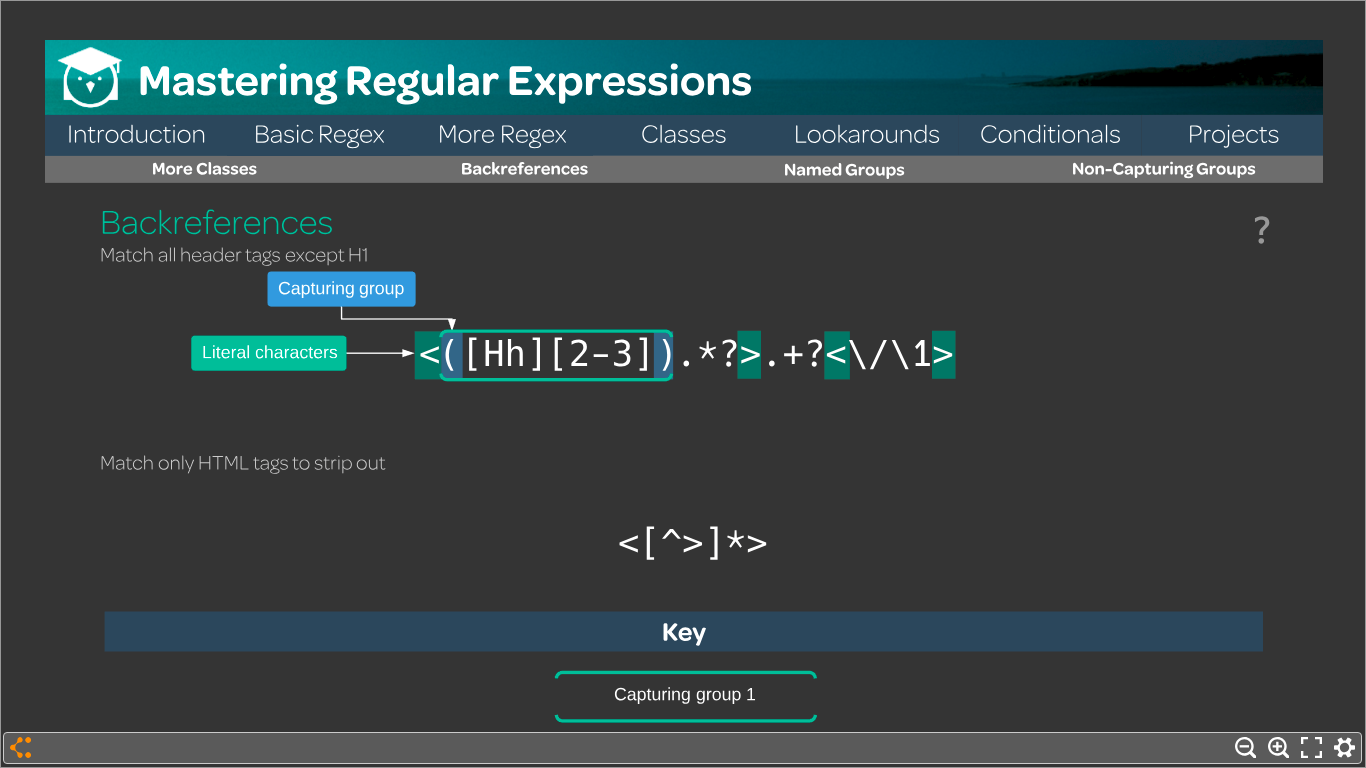 Mastering Regular Expressions
Introduction Basic Regex More Regex Classes Lookarounds Conditionals Projects
More Classes Backreferences Named Groups Non-Capturing Groups
Backreferences
?
Match all header tags except H1
Capturing group
Literal characters
<([Hh][2-3]).*?>.+?<\/\1>
Match only HTML tags to strip out
<[^>]*>
Key
Capturing group 1